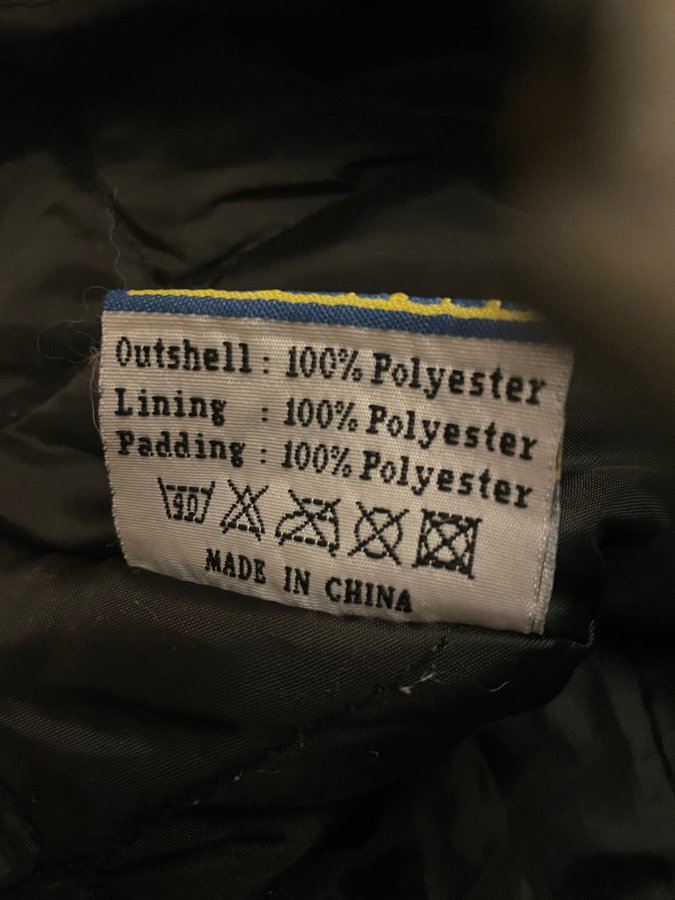 Outshell : 100% Polyester
Lining : 100% Polyester
Padding : 100% Polyester
90
MADE IN CHINA